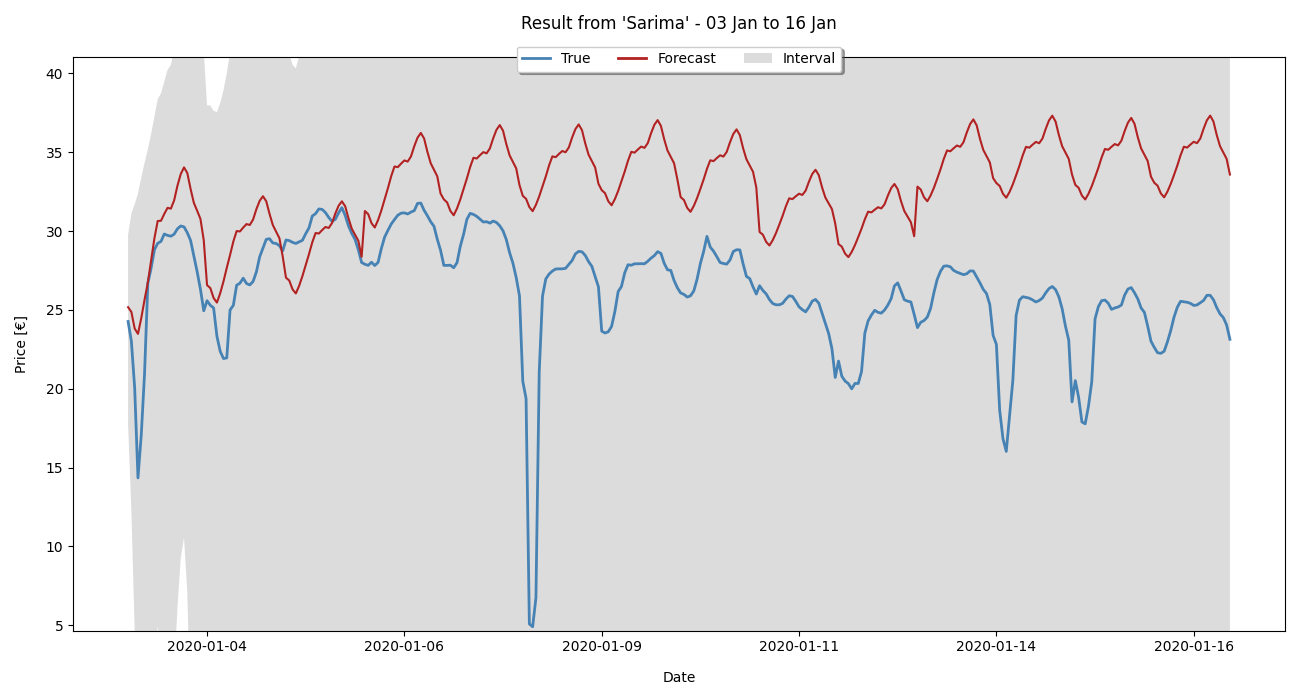 Result from 'Sarima' - 03 Jan to 16 Jan
True Forecast Interval
40
35
30
25
20
15
10
5
Price [€]
2020-01-04 2020-01-06 2020-01-09 2020-01-11 2020-01-14 2020-01-16
Date